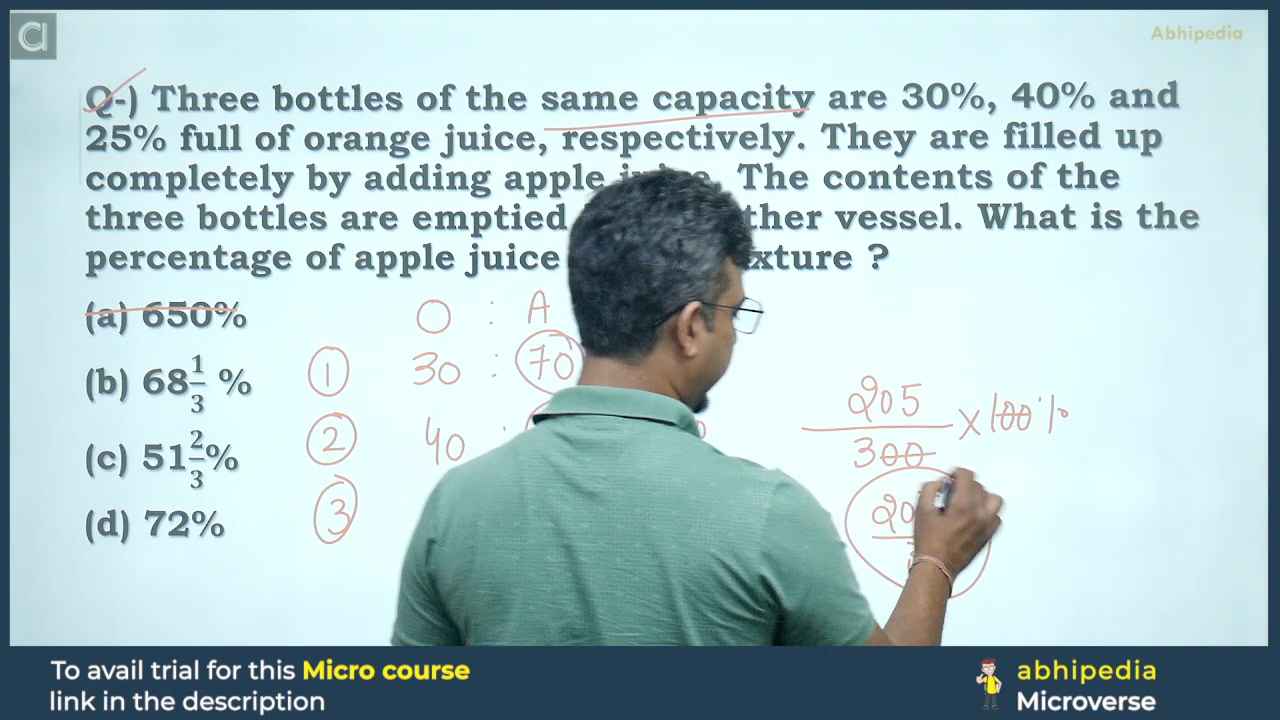 Abhipedia
Q-) Three bottles of the same capacity are 30%, 40% and
25% full of orange juice, respectively. They are filled up
completely by adding apple juice. The contents of the
three bottles are emptied ther vessel. What is the
percentage of apple juice xture ?
(a) 650%
(b) 68 1/3 %
(c) 51 2/3%
(d) 72%
O : A
① 30 : 70
② 40 :
③
205/300 × 100%
To avail trial for this Micro course
link in the description
abhipedia
Microverse